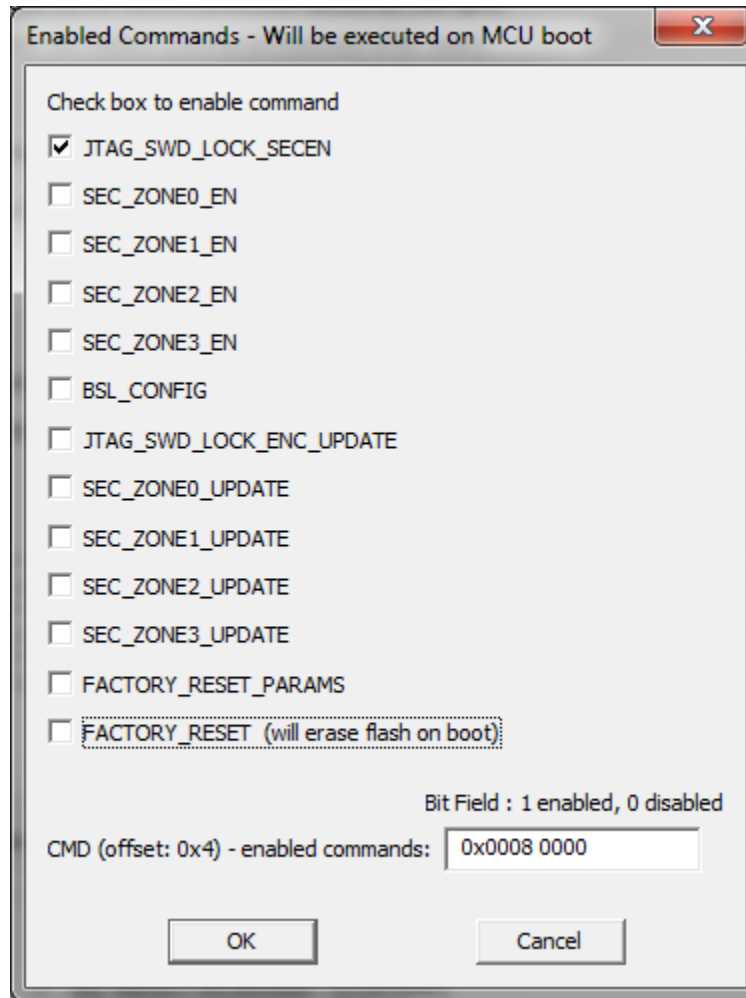 Enabled Commands - Will be executed on MCU boot
Check box to enable command
JTAG_SWD_LOCK_SECEN
SEC_ZONE0_EN
SEC_ZONE1_EN
SEC_ZONE2_EN
SEC_ZONE3_EN
BSL_CONFIG
JTAG_SWD_LOCK_ENC_UPDATE
SEC_ZONE0_UPDATE
SEC_ZONE1_UPDATE
SEC_ZONE2_UPDATE
SEC_ZONE3_UPDATE
FACTORY_RESET_PARAMS
FACTORY_RESET (will erase flash on boot)
Bit Field : 1 enabled, 0 disabled
CMD (offset: 0x4) - enabled commands: 0x0008 0000
OK Cancel